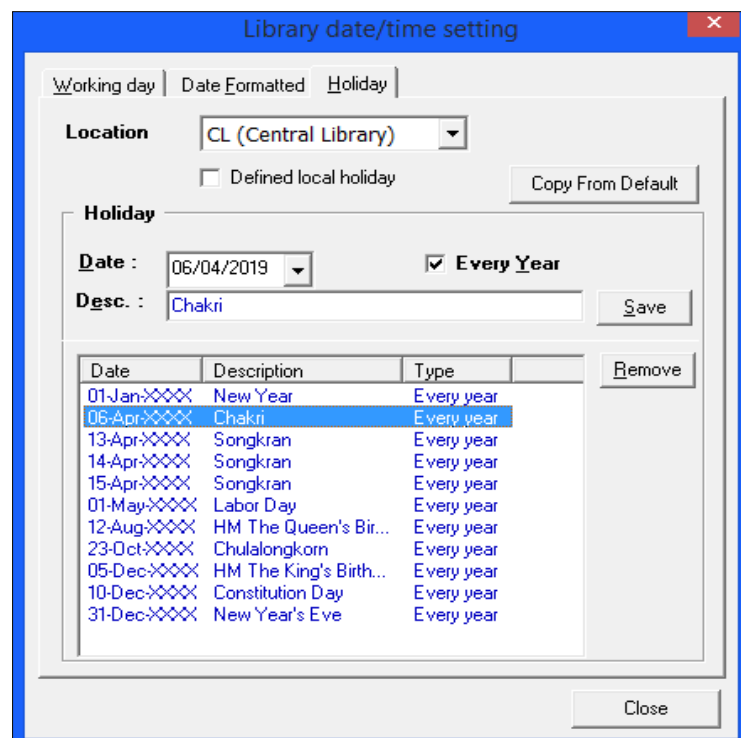 Library date/time setting
Working day Date Formatted Holiday
Location CL (Central Library)
Defined local holiday Copy From Default
Holiday
Date : 06/04/2019 Every Year
Desc. : Chakri Save
Date Description Type Remove
01-Jan-XXXX New Year Every year
06-Apr-XXXX Chakri Every year
13-Apr-XXXX Songkran Every year
14-Apr-XXXX Songkran Every year
15-Apr-XXXX Songkran Every year
01-May-XXXX Labor Day Every year
12-Aug-XXXX HM The Queen's Bir... Every year
23-Oct-XXXX Chulalongkorn Every year
05-Dec-XXXX HM The King's Birth... Every year
10-Dec-XXXX Constitution Day Every year
31-Dec-XXXX New Year's Eve Every year
Close